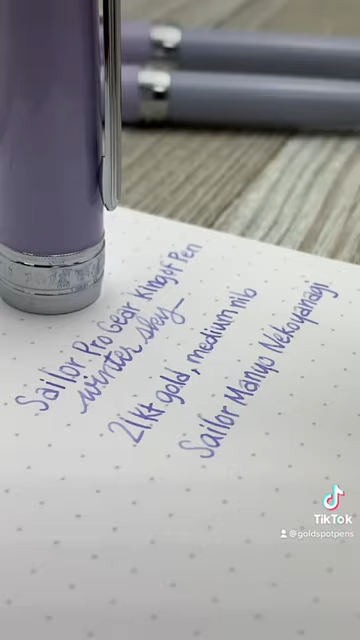 Sailor Pro Gear King of Pen
winter sky
21kt gold, medium nib
Sailor Manyo Nekoyanagi
TikTok
@goldspotpens